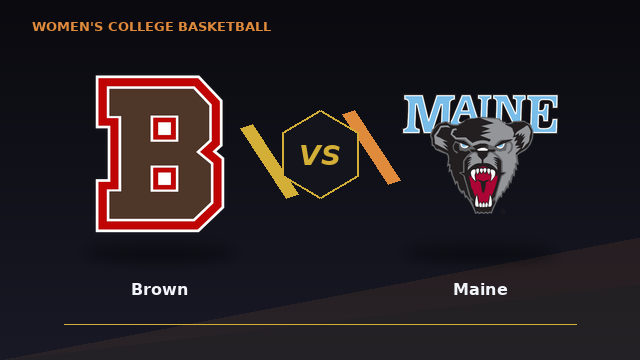 WOMEN'S COLLEGE BASKETBALL
B
MAINE
VS
Brown
Maine